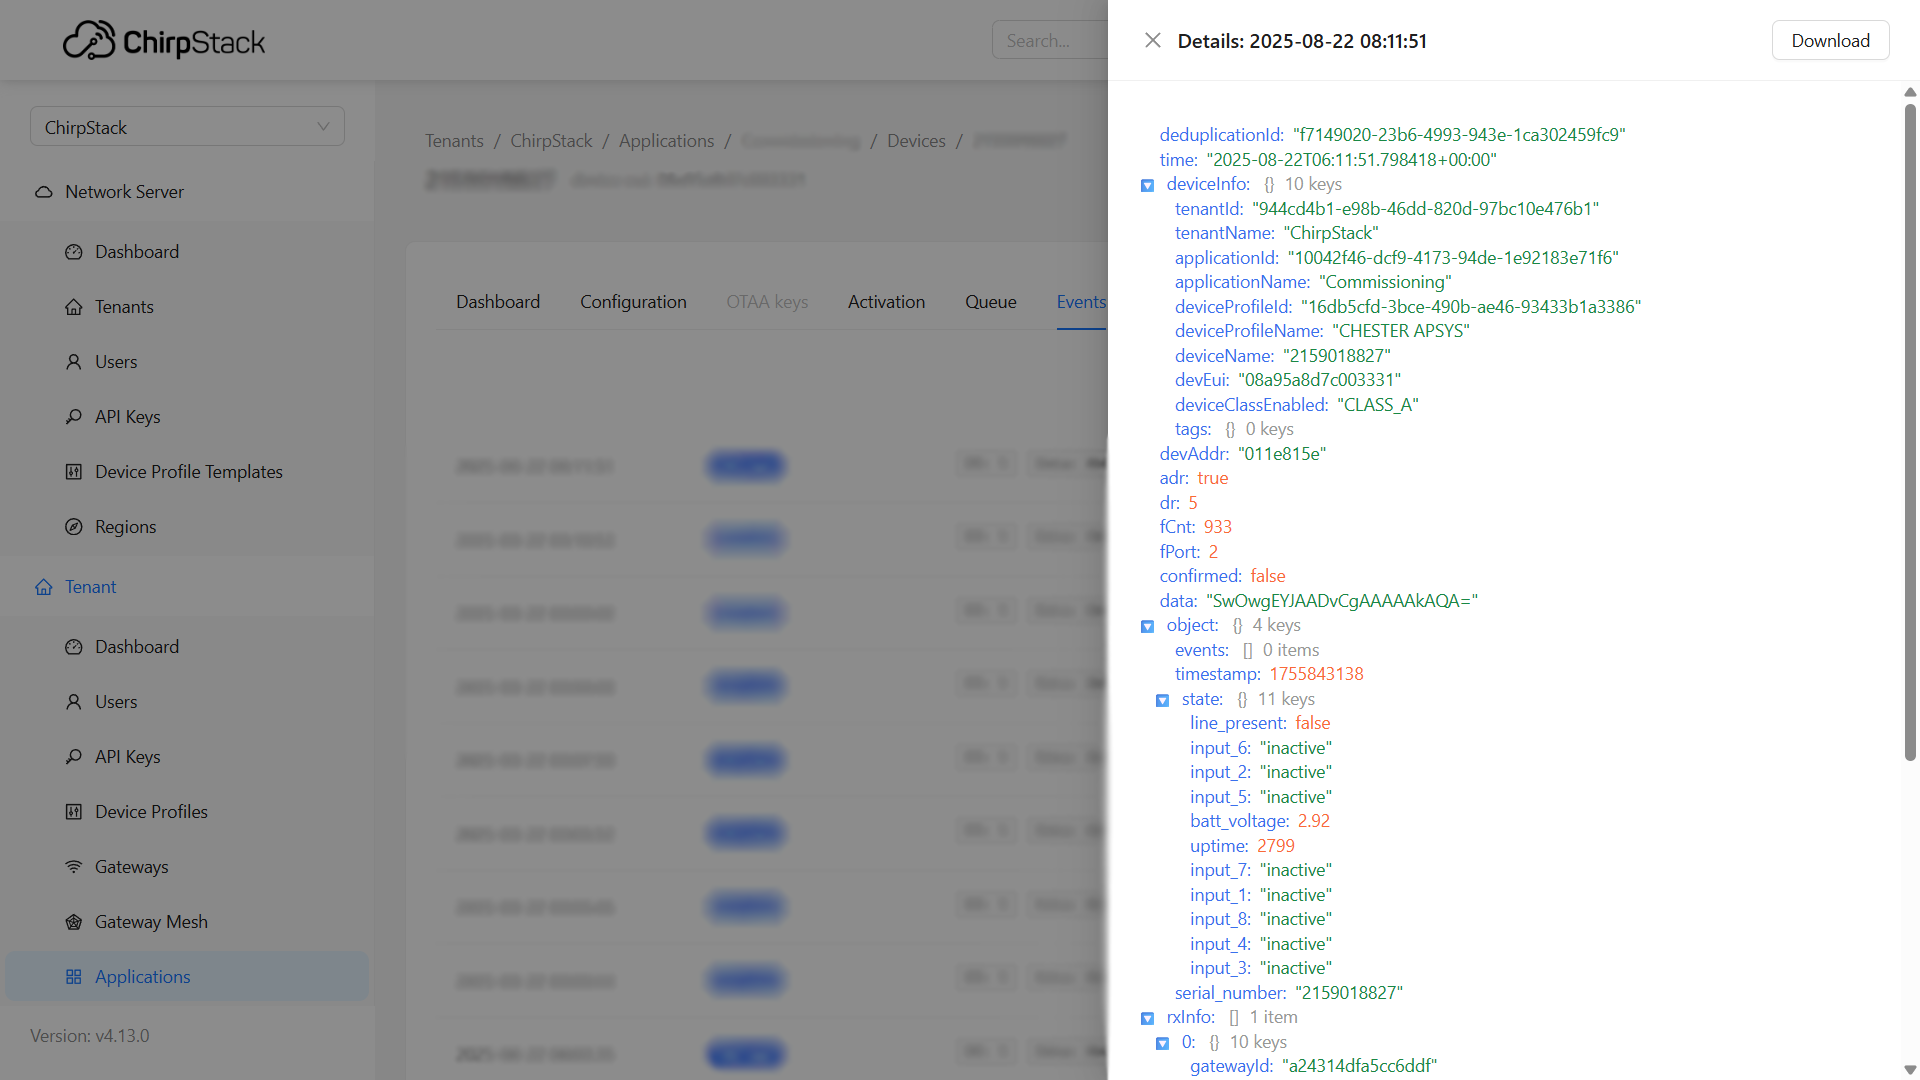 ChirpStack
Search...
Details: 2025-08-22 08:11:51
Download
ChirpStack
Tenants / ChirpStack / Applications / / Devices /
Network Server
Dashboard
Tenants
Users
API Keys
Device Profile Templates
Regions
Tenant
Dashboard
Users
API Keys
Device Profiles
Gateways
Gateway Mesh
Applications
Version: v4.13.0
Dashboard
Configuration
OTAA keys
Activation
Queue
Events
deduplicationId: "f7149020-23b6-4993-943e-1ca302459fc9"
time: "2025-08-22T06:11:51.798418+00:00"
deviceInfo: {} 10 keys
tenantId: "944cd4b1-e98b-46dd-820d-97bc10e476b1"
tenantName: "ChirpStack"
applicationId: "10042f46-dcf9-4173-94de-1e92183e71f6"
applicationName: "Commissioning"
deviceProfileId: "16db5cfd-3bce-490b-ae46-93433b1a3386"
deviceProfileName: "CHESTER APSYS"
deviceName: "2159018827"
devEui: "08a95a8d7c003331"
deviceClassEnabled: "CLASS_A"
tags: {} 0 keys
devAddr: "011e815e"
adr: true
dr: 5
fCnt: 933
fPort: 2
confirmed: false
data: "SwOwgEYJAADvCgAAAAAkAQA="
object: {} 4 keys
events: [] 0 items
timestamp: 1755843138
state: {} 11 keys
line_present: false
input_6: "inactive"
input_2: "inactive"
input_5: "inactive"
batt_voltage: 2.92
uptime: 2799
input_7: "inactive"
input_1: "inactive"
input_8: "inactive"
input_4: "inactive"
input_3: "inactive"
serial_number: "2159018827"
rxInfo: [] 1 item
0: {} 10 keys
gatewayId: "a24314dfa5cc6ddf"